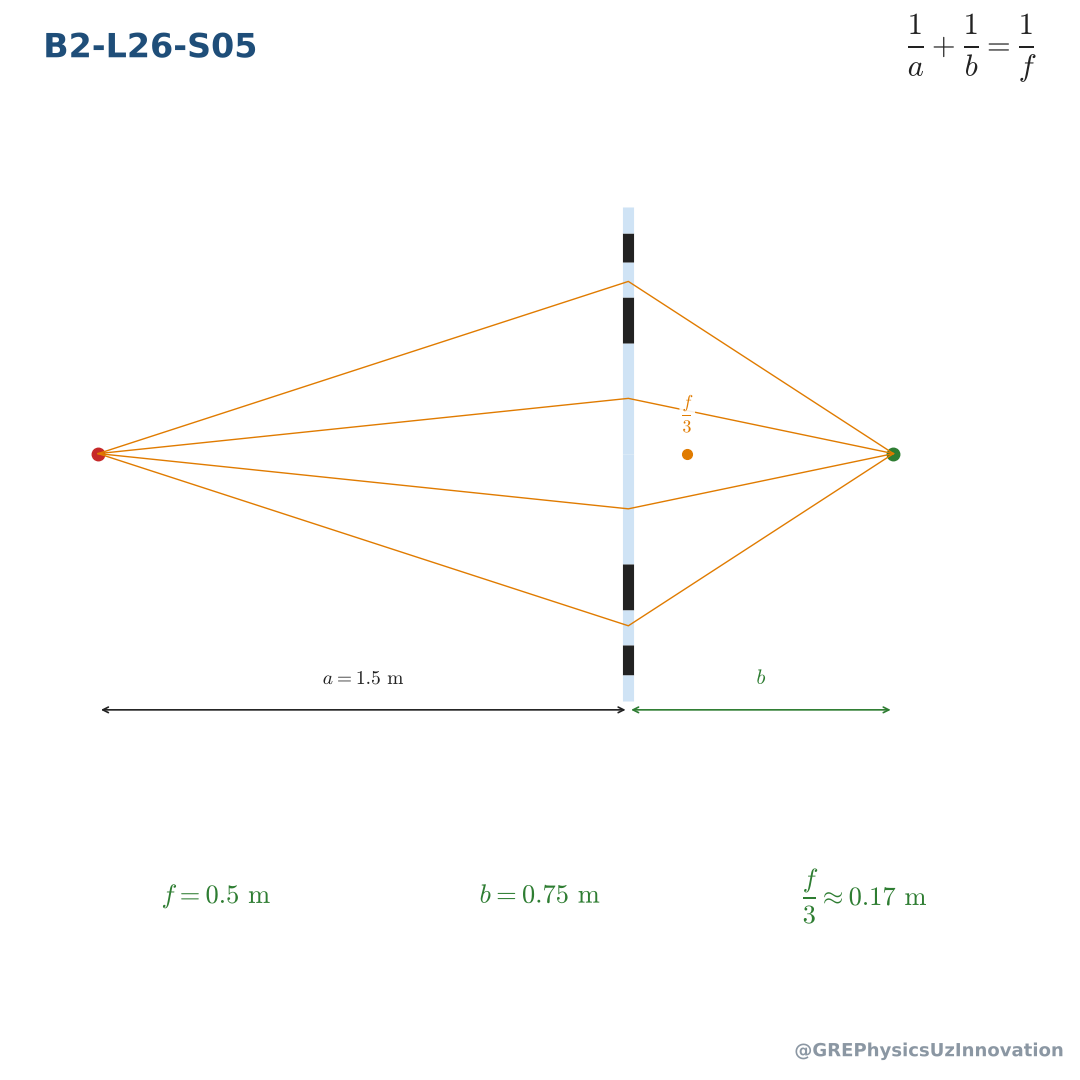 B2-L26-S05
1/a + 1/b = 1/f
f/3
a = 1.5 m
b
f = 0.5 m
b = 0.75 m
f/3 ≈ 0.17 m
@GREPhysicsUzInnovation